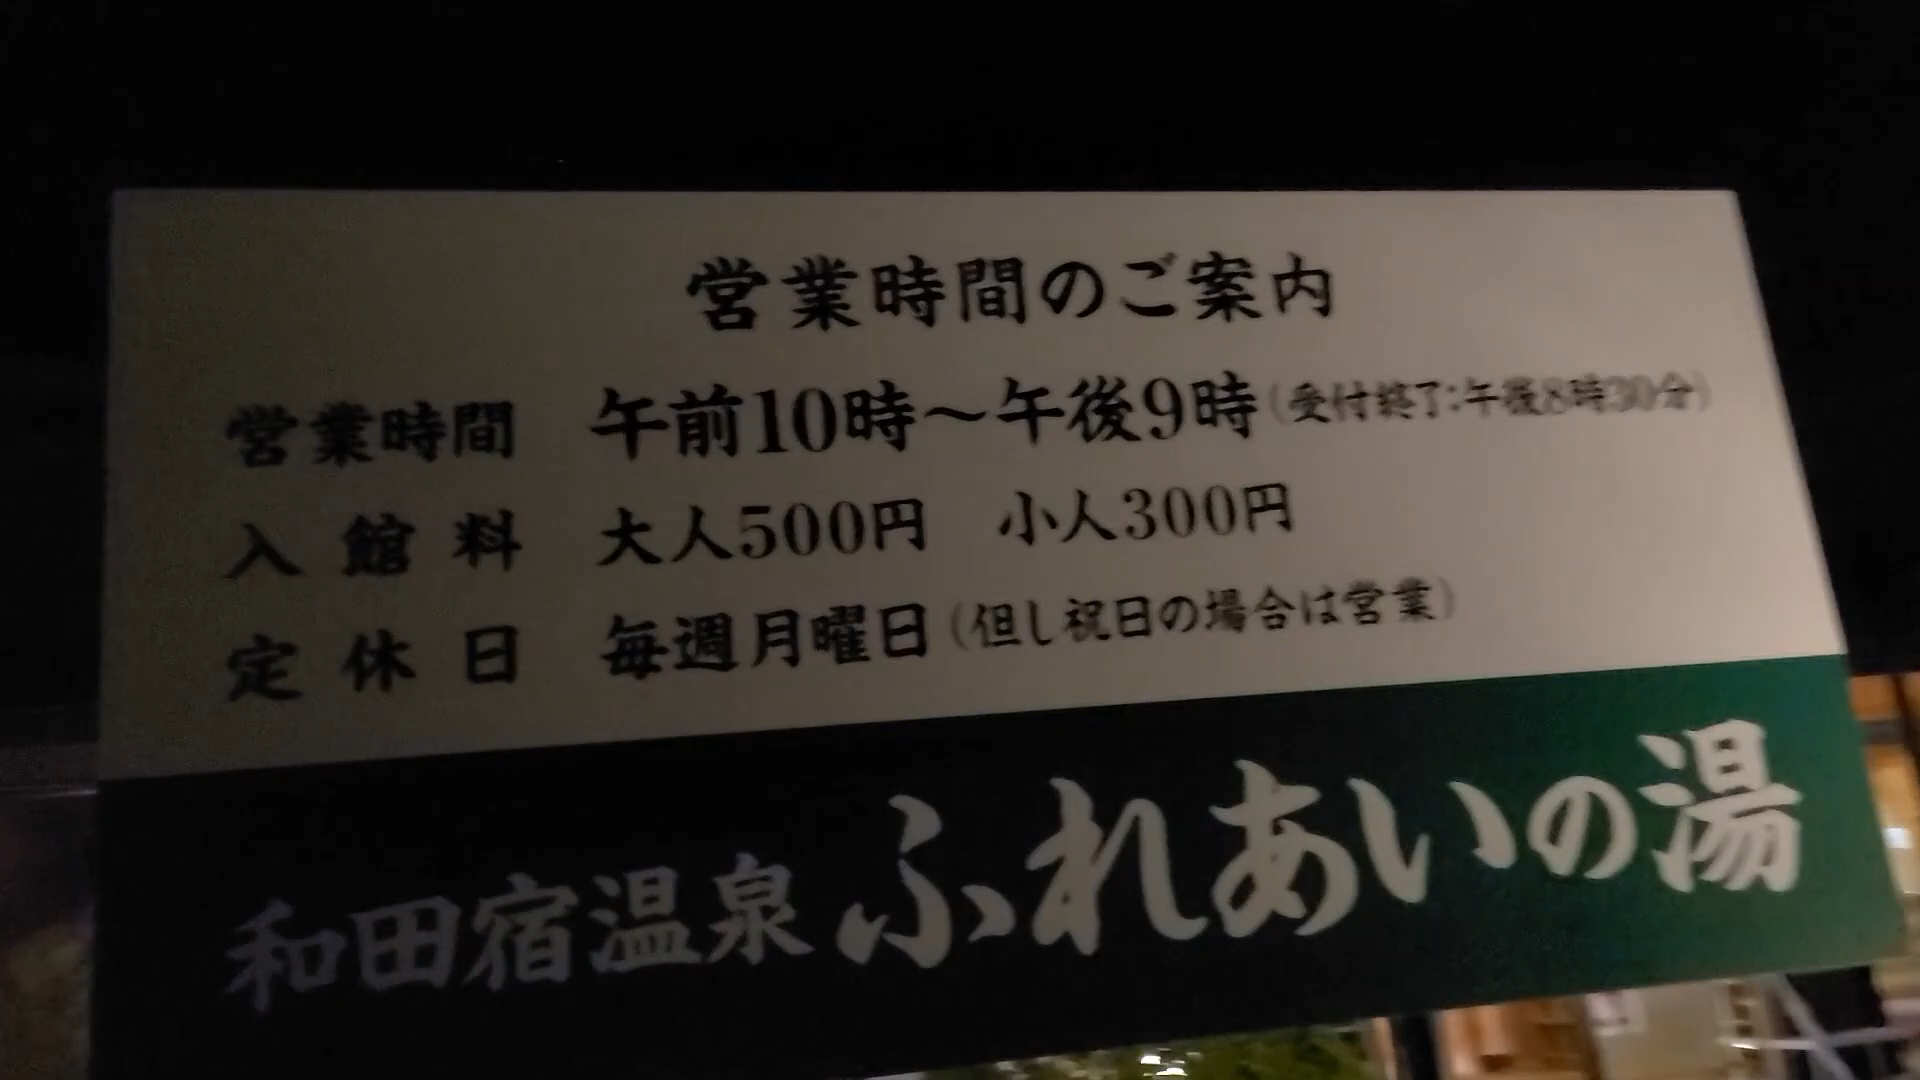 営業時間のご案内
営業時間 午前10時～午後9時(受付終了:午後8時30分)
入館料 大人500円 小人300円
定休日 毎週月曜日(但し祝日の場合は営業)
和田宿温泉ふれあいの湯